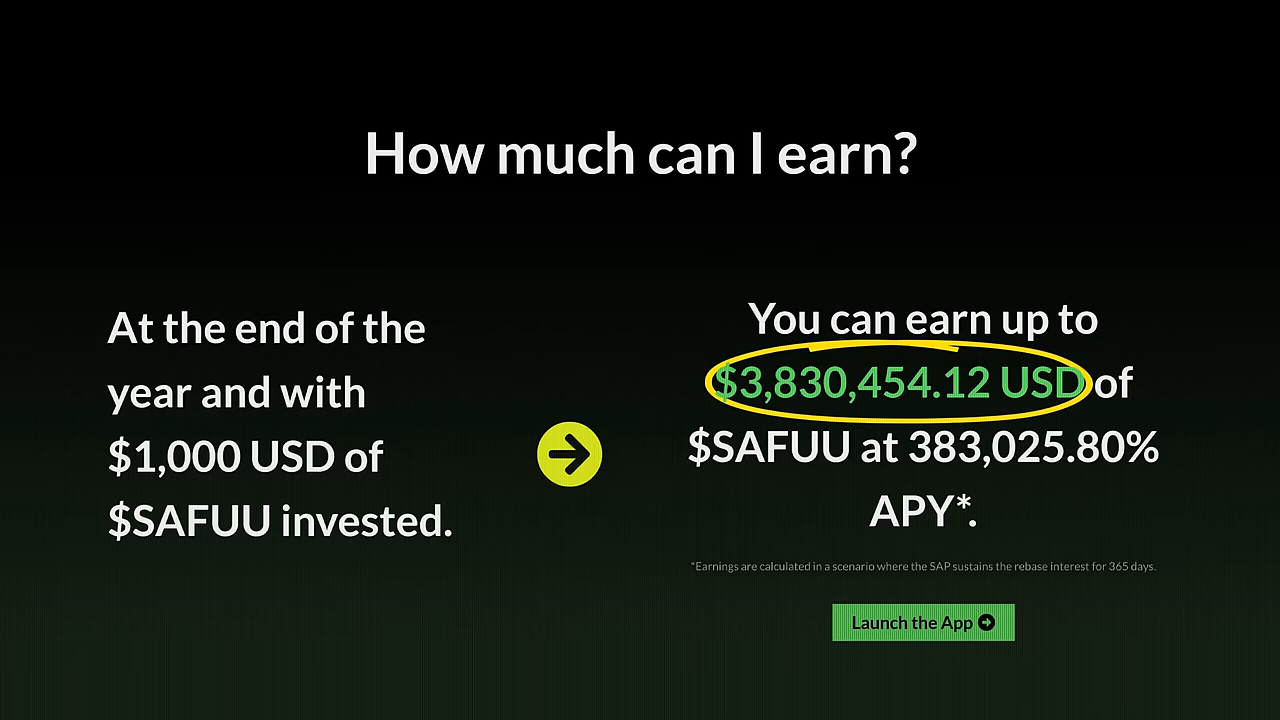 How much can I earn?
At the end of the
year and with
$1,000 USD of
$SAFUU invested.
You can earn up to
$3,830,454.12 USD of
$SAFUU at 383,025.80%
APY*.
*Earnings are calculated in a scenario where the SAP sustains the rebase interest for 365 days.
Launch the App